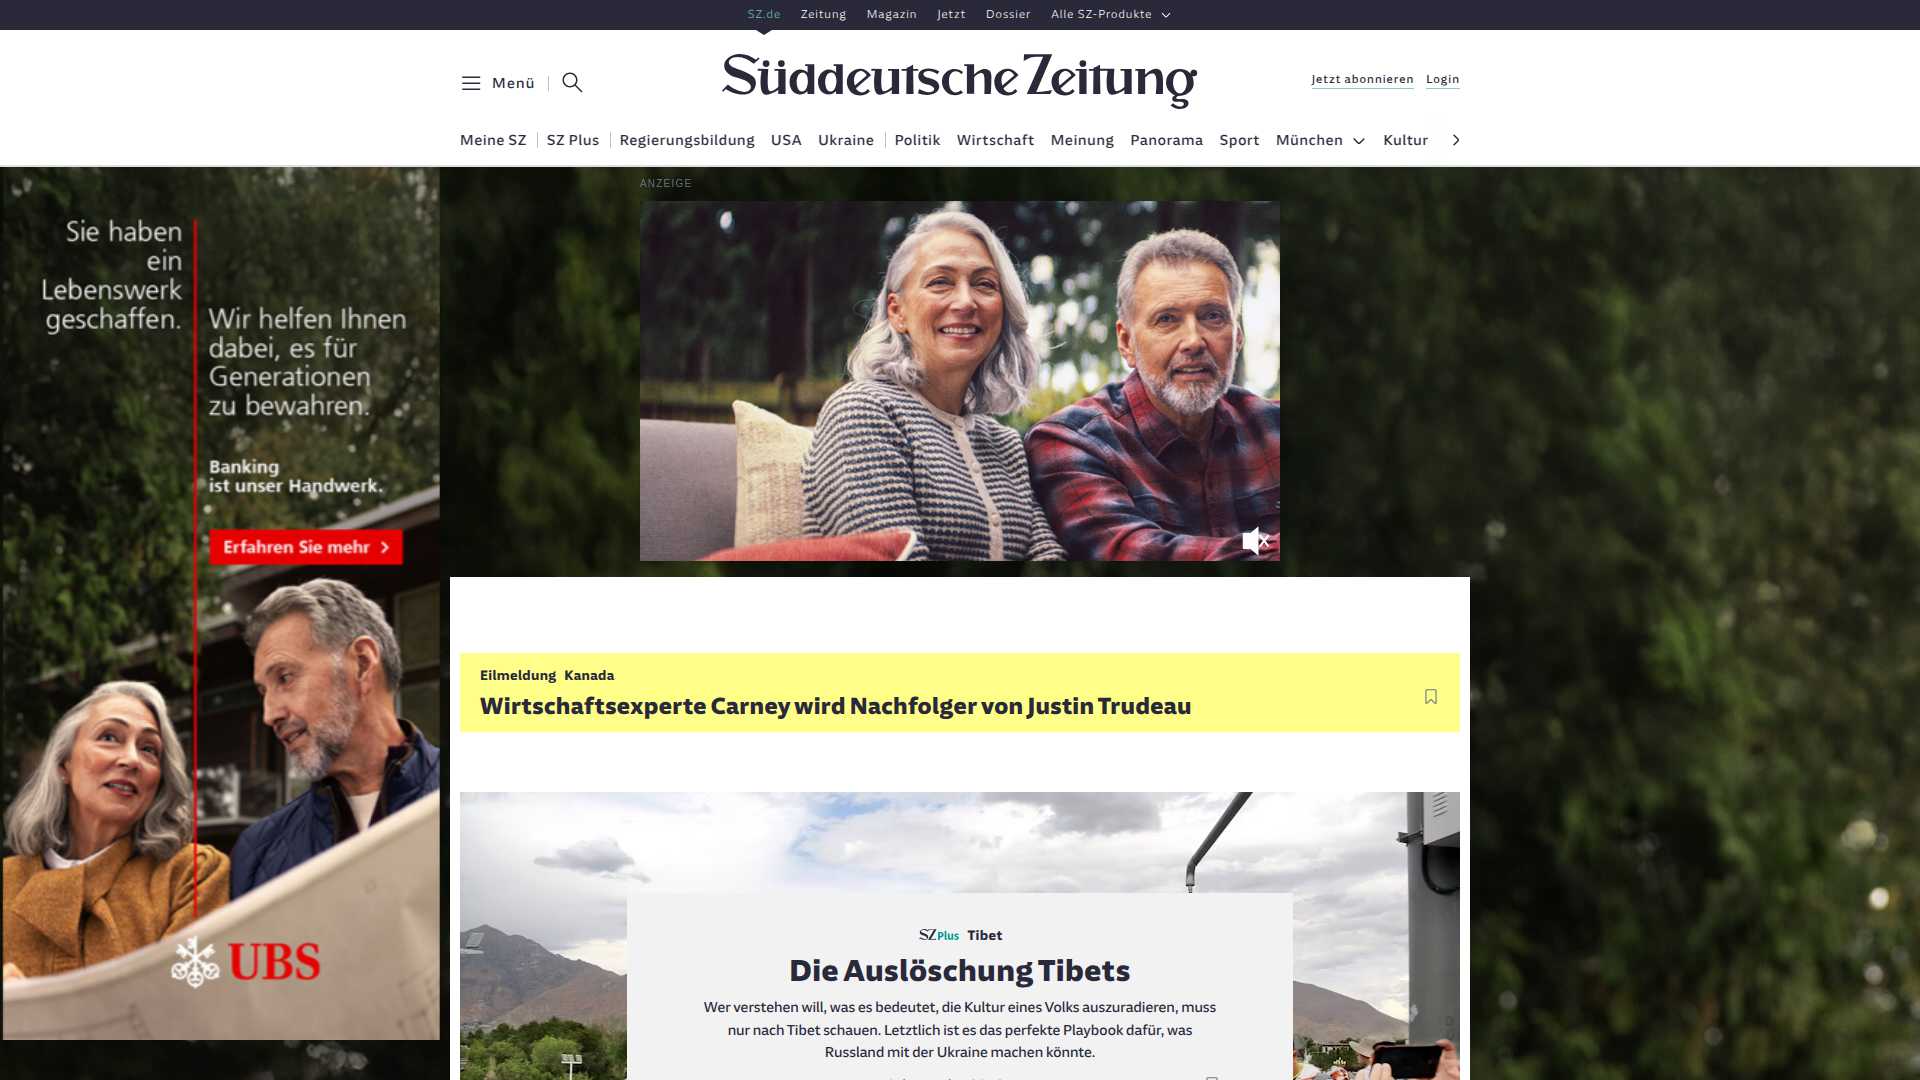 SZ.de Zeitung Magazin Jetzt Dossier Alle SZ-Produkte
Menü
Süddeutsche Zeitung
Jetzt abonnieren Login
Meine SZ SZ Plus Regierungsbildung USA Ukraine Politik Wirtschaft Meinung Panorama Sport München Kultur
ANZEIGE
Sie haben
ein
Lebenswerk
geschaffen.
Wir helfen Ihnen
dabei, es für
Generationen
zu bewahren.
Banking
ist unser Handwerk.
Erfahren Sie mehr
UBS
Eilmeldung Kanada
Wirtschaftsexperte Carney wird Nachfolger von Justin Trudeau
SZ Plus Tibet
Die Auslöschung Tibets
Wer verstehen will, was es bedeutet, die Kultur eines Volks auszuradieren, muss
nur nach Tibet schauen. Letztlich ist es das perfekte Playbook dafür, was
Russland mit der Ukraine machen könnte.